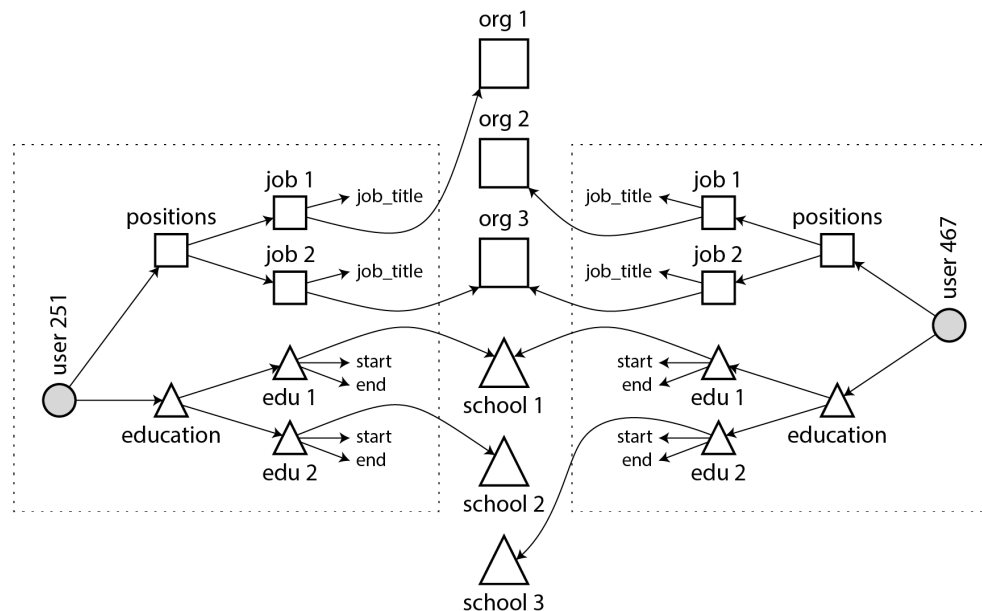 org 1
org 2
org 3
user 251
positions
job 1
job_title
job 2
job_title
education
edu 1
start
end
edu 2
start
end
school 1
school 2
school 3
job 1
job_title
positions
job 2
job_title
user 467
start
end
edu 1
education
start
end
edu 2